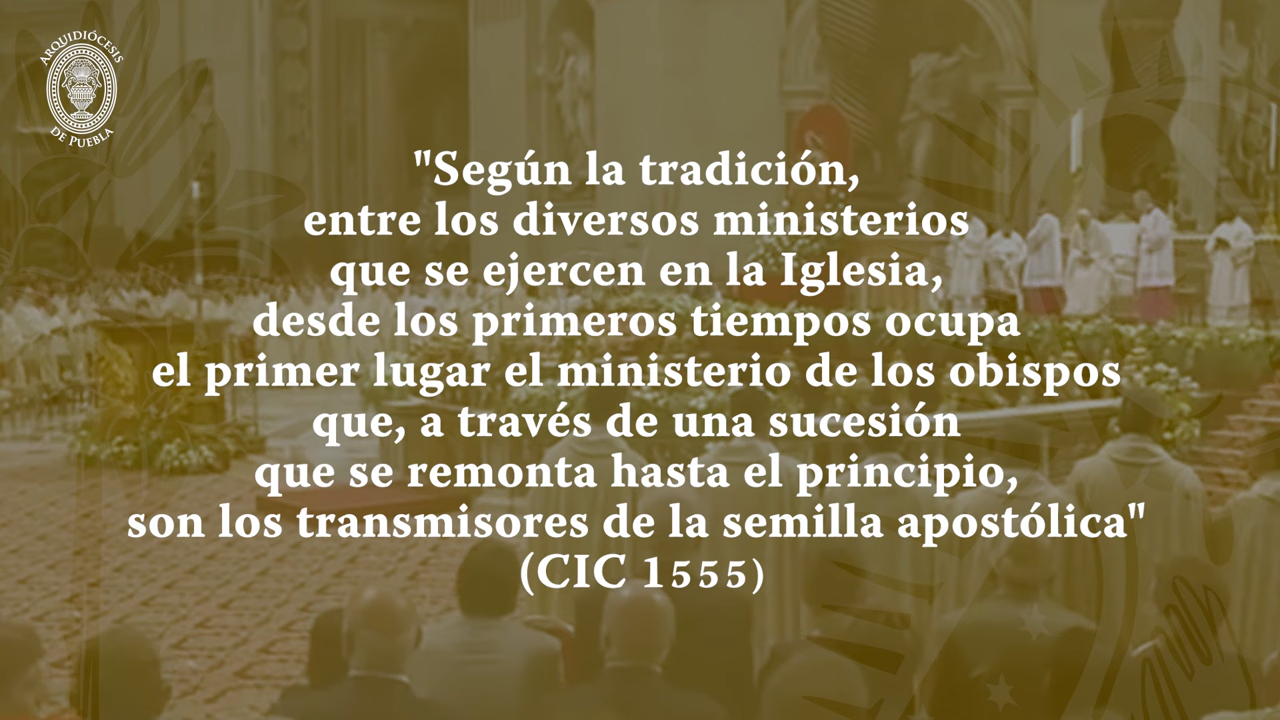 ARQUIDIÓCESIS
DE PUEBLA
"Según la tradición,
entre los diversos ministerios
que se ejercen en la Iglesia,
desde los primeros tiempos ocupa
el primer lugar el ministerio de los obispos
que, a través de una sucesión
que se remonta hasta el principio,
son los transmisores de la semilla apostólica"
(CIC 1555)